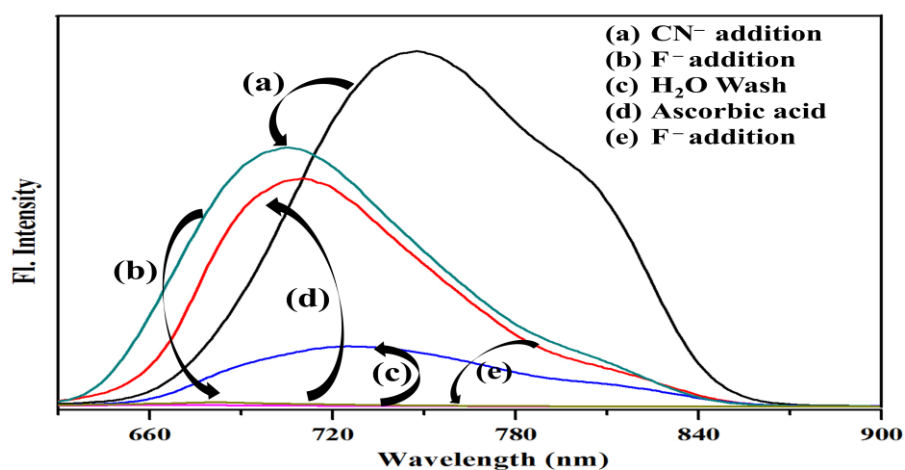 (a) CN⁻ addition
(b) F⁻ addition
(c) H₂O Wash
(d) Ascorbic acid
(e) F⁻ addition
(a)
(b)
(d)
(c)
(e)
Fl. Intensity
660 720 780 840 900
Wavelength (nm)